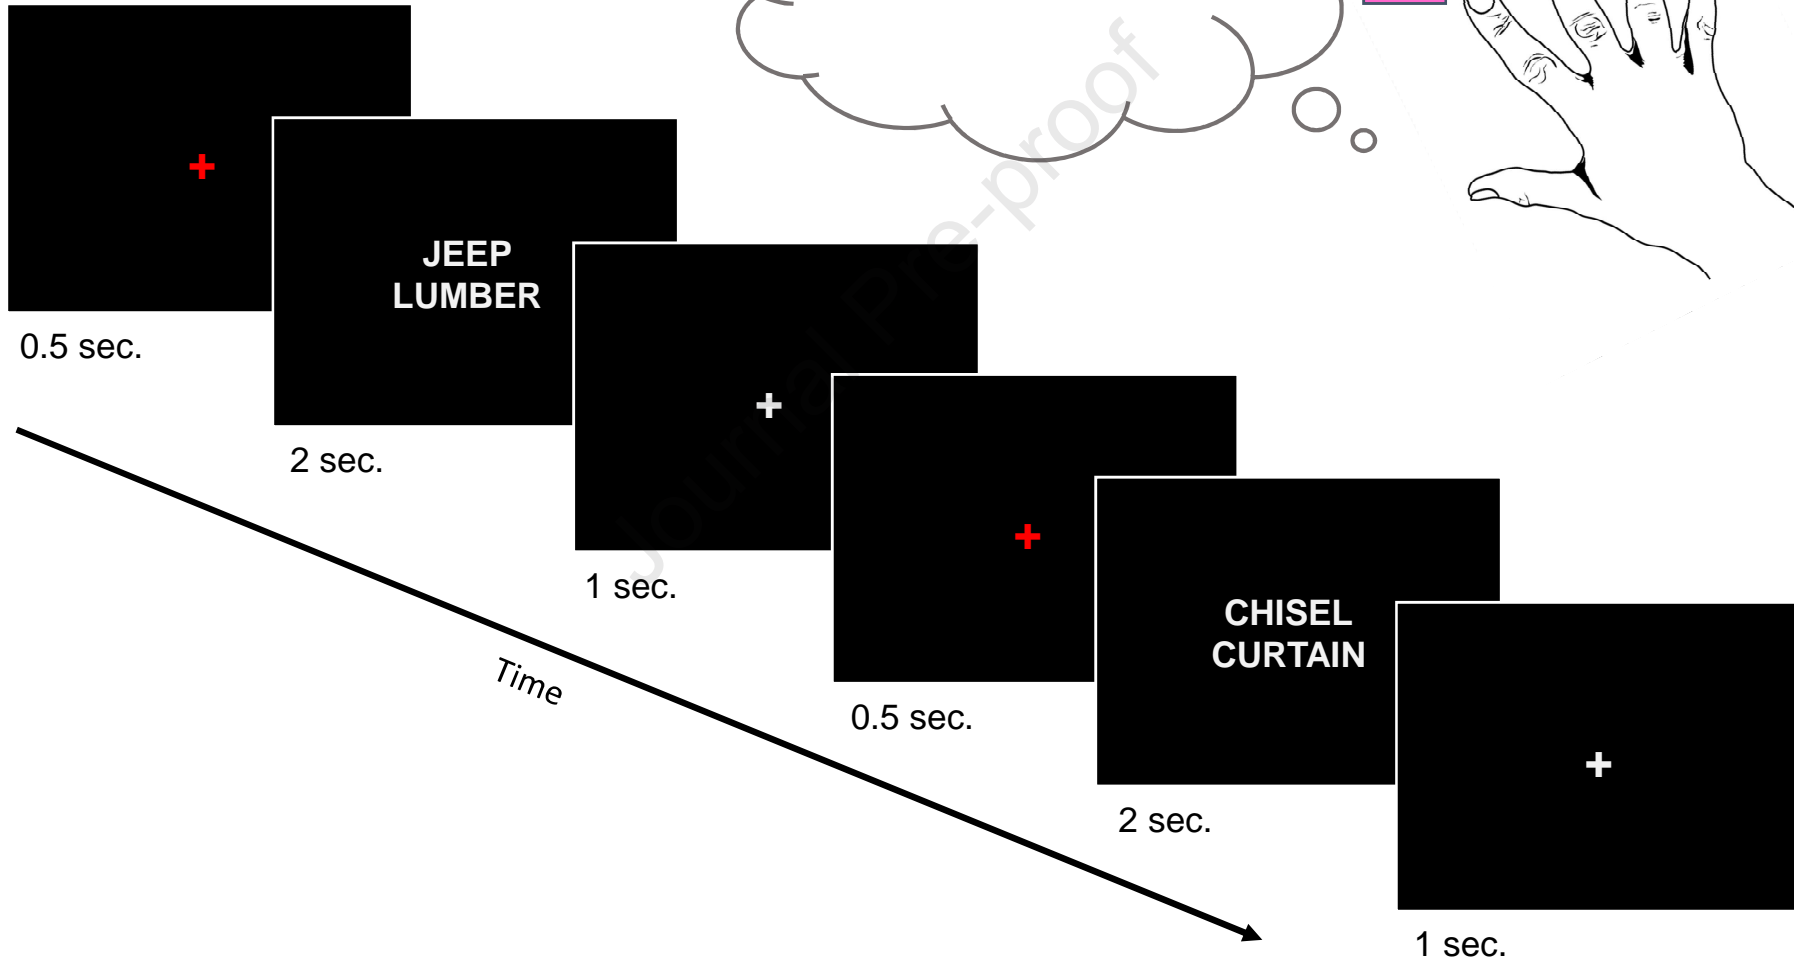 0.5 sec.
JEEP
LUMBER
2 sec.
1 sec.
0.5 sec.
CHISEL
CURTAIN
2 sec.
1 sec.
Time
Journal Pre-proof